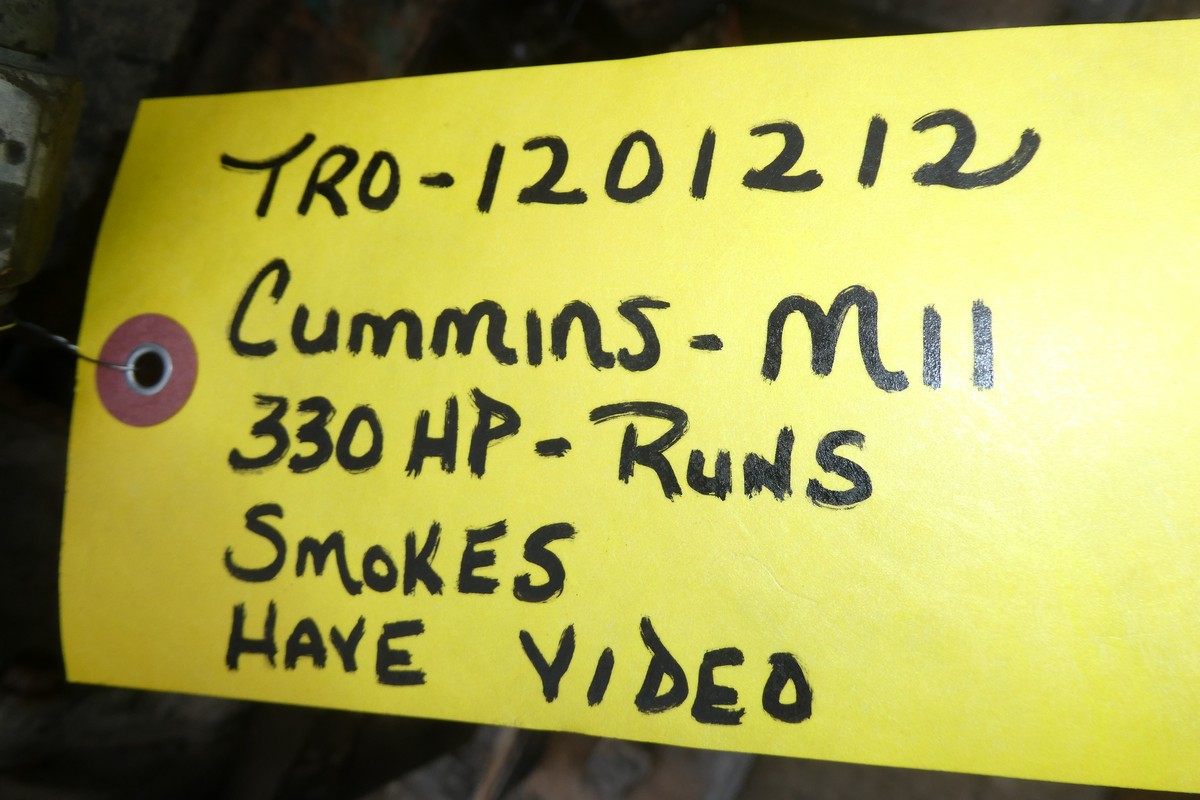 TRO-1201212
Cummins - M11
330 HP - RUNS
SMOKES
HAVE VIDEO